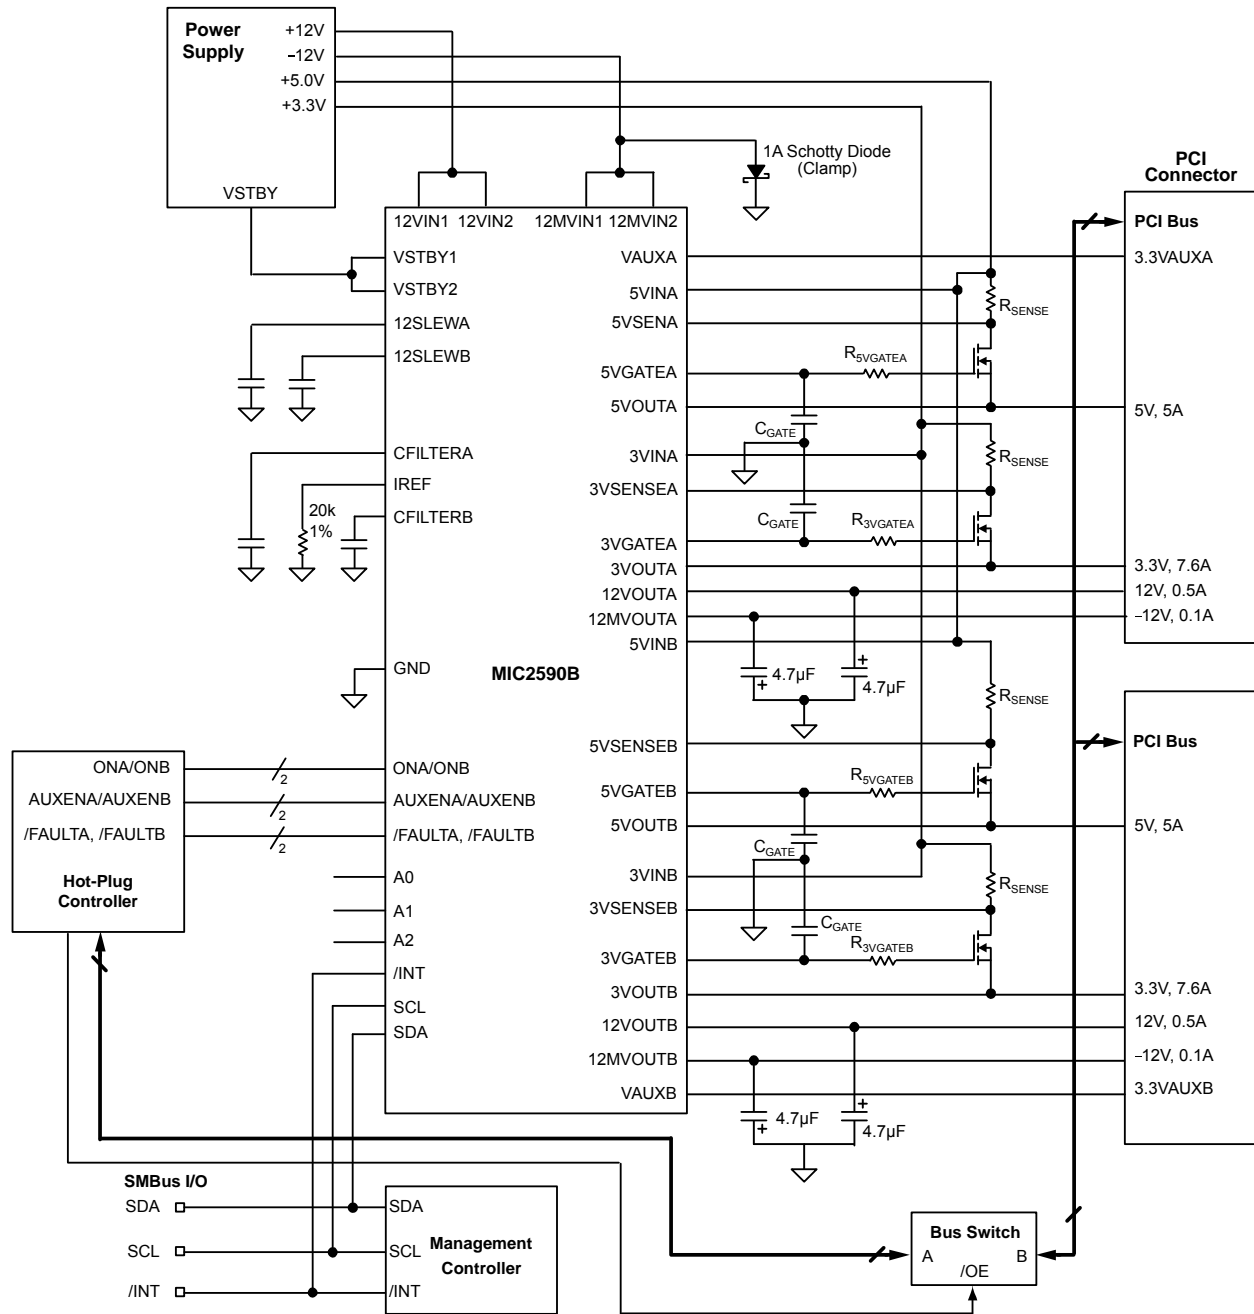 Power
Supply
+12V
–12V
+5.0V
+3.3V
VSTBY
1A Schotty Diode
(Clamp)
PCI
Connector
12VIN1 12VIN2 12MVIN1 12MVIN2
VSTBY1
VSTBY2
12SLEWA
12SLEWB
CFILTERA
IREF
20k
1%
CFILTERB
GND
MIC2590B
ONA/ONB
AUXENA/AUXENB
/FAULTA, /FAULTB
A0
A1
A2
/INT
SCL
SDA
VAUXA
5VINA
5VSENA
5VGATEA
5VOUTA
3VINA
3VSENSEA
3VGATEA
3VOUTA
12VOUTA
12MVOUTA
5VINB
5VSENSEB
5VGATEB
5VOUTB
3VINB
3VSENSEB
3VGATEB
3VOUTB
12VOUTB
12MVOUTB
VAUXB
RSENSE
R5VGATEA
CGATE
RSENSE
CGATE
R3VGATEA
4.7µF
4.7µF
RSENSE
R5VGATEB
CGATE
RSENSE
CGATE
R3VGATEB
4.7µF
4.7µF
PCI Bus
3.3VAUXA
5V, 5A
3.3V, 7.6A
12V, 0.5A
–12V, 0.1A
PCI Bus
5V, 5A
3.3V, 7.6A
12V, 0.5A
–12V, 0.1A
3.3VAUXB
ONA/ONB
AUXENA/AUXENB
/FAULTA, /FAULTB
Hot-Plug
Controller
2
2
2
SMBus I/O
SDA
SCL
/INT
SDA
SCL
/INT
Management
Controller
Bus Switch
A B
/OE